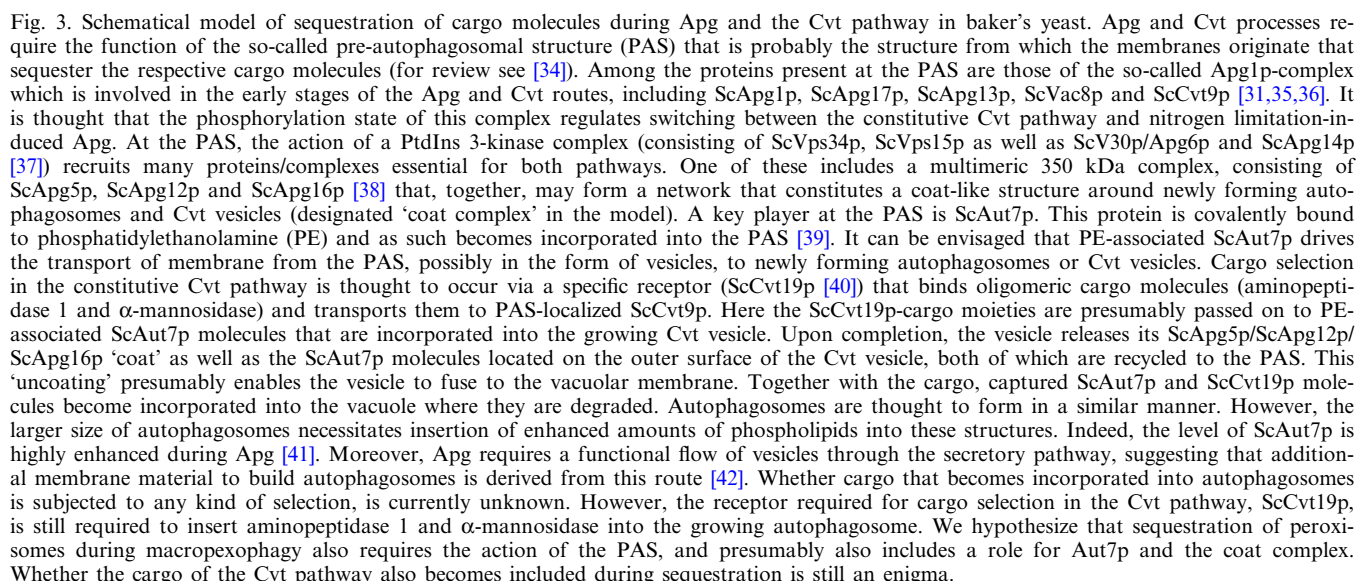 Fig. 3. Schematical model of sequestration of cargo molecules during Apg and the Cvt pathway in baker's yeast. Apg and Cvt processes re-
quire the function of the so-called pre-autophagosomal structure (PAS) that is probably the structure from which the membranes originate that
sequester the respective cargo molecules (for review see [34]). Among the proteins present at the PAS are those of the so-called Apg1p-complex
which is involved in the early stages of the Apg and Cvt routes, including ScApg1p, ScApg17p, ScApg13p, ScVac8p and ScCvt9p [31,35,36]. It
is thought that the phosphorylation state of this complex regulates switching between the constitutive Cvt pathway and nitrogen limitation-in-
duced Apg. At the PAS, the action of a PtdIns 3-kinase complex (consisting of ScVps34p, ScVps15p as well as ScV30p/Apg6p and ScApg14p
[37]) recruits many proteins/complexes essential for both pathways. One of these includes a multimeric 350 kDa complex, consisting of
ScApg5p, ScApg12p and ScApg16p [38] that, together, may form a network that constitutes a coat-like structure around newly forming auto-
phagosomes and Cvt vesicles (designated 'coat complex' in the model). A key player at the PAS is ScAut7p. This protein is covalently bound
to phosphatidylethanolamine (PE) and as such becomes incorporated into the PAS [39]. It can be envisaged that PE-associated ScAut7p drives
the transport of membrane from the PAS, possibly in the form of vesicles, to newly forming autophagosomes or Cvt vesicles. Cargo selection
in the constitutive Cvt pathway is thought to occur via a specific receptor (ScCvt19p [40]) that binds oligomeric cargo molecules (aminopepti-
dase 1 and α-mannosidase) and transports them to PAS-localized ScCvt9p. Here the ScCvt19p-cargo moieties are presumably passed on to PE-
associated ScAut7p molecules that are incorporated into the growing Cvt vesicle. Upon completion, the vesicle releases its ScApg5p/ScApg12p/
ScApg16p 'coat' as well as the ScAut7p molecules located on the outer surface of the Cvt vesicle, both of which are recycled to the PAS. This
'uncoating' presumably enables the vesicle to fuse to the vacuolar membrane. Together with the cargo, captured ScAut7p and ScCvt19p mole-
cules become incorporated into the vacuole where they are degraded. Autophagosomes are thought to form in a similar manner. However, the
larger size of autophagosomes necessitates insertion of enhanced amounts of phospholipids into these structures. Indeed, the level of ScAut7p is
highly enhanced during Apg [41]. Moreover, Apg requires a functional flow of vesicles through the secretory pathway, suggesting that addition-
al membrane material to build autophagosomes is derived from this route [42]. Whether cargo that becomes incorporated into autophagosomes
is subjected to any kind of selection, is currently unknown. However, the receptor required for cargo selection in the Cvt pathway, ScCvt19p,
is still required to insert aminopeptidase 1 and α-mannosidase into the growing autophagosome. We hypothesize that sequestration of peroxi-
somes during macropexophagy also requires the action of the PAS, and presumably also includes a role for Aut7p and the coat complex.
Whether the cargo of the Cvt pathway also becomes included during sequestration is still an enigma.